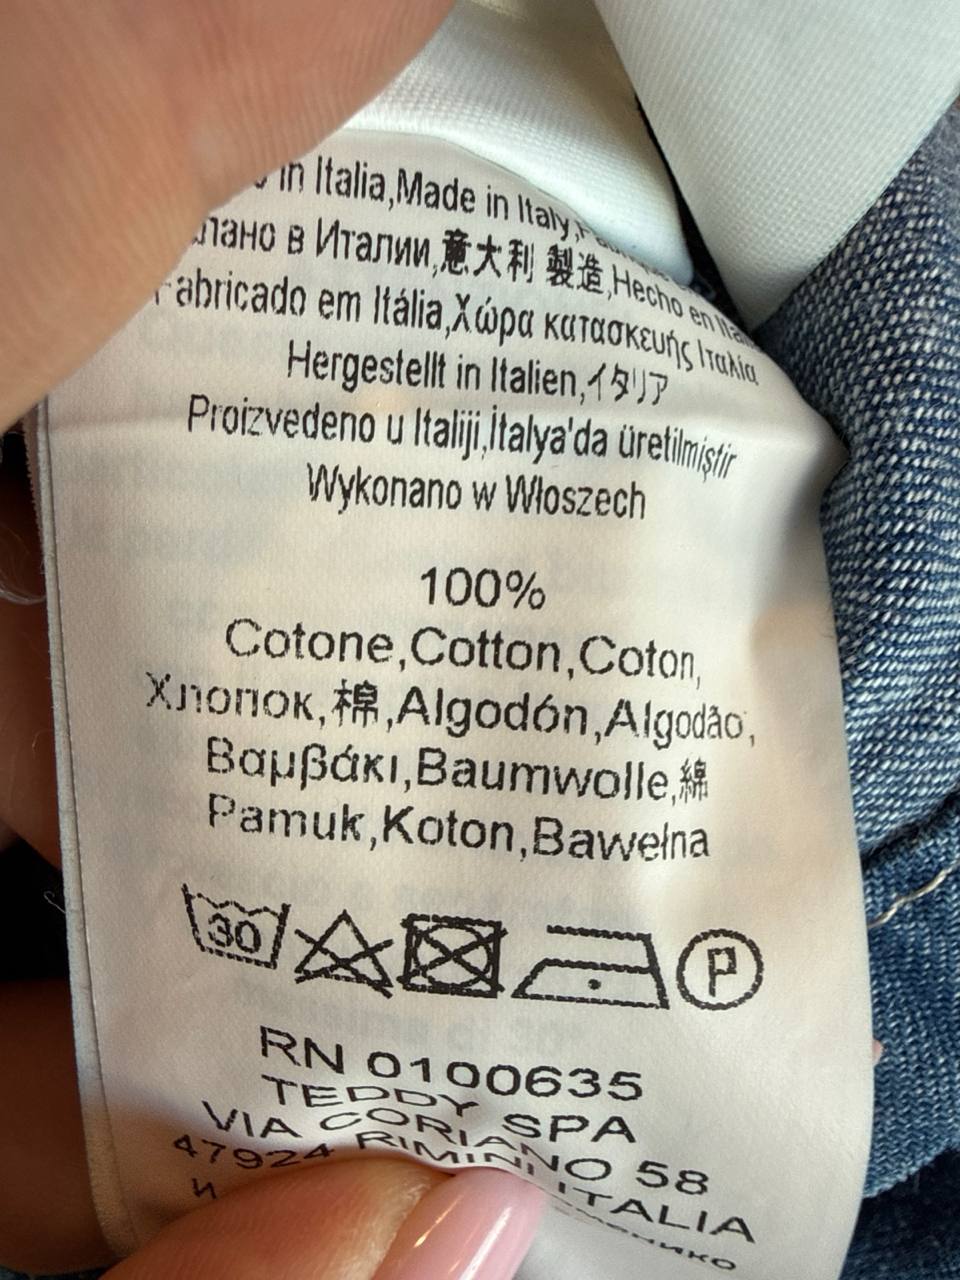 in Italia,Made in Italy,
лано в Италии,意大利 製造,Hecho en Ital
Fabricado em Itália,Χώρα κατασκευής Ιταλία
Hergestellt in Italien,イタリア
Proizvedeno u Italiji,İtalya'da üretilmiştir
Wykonano w Włoszech
100%
Cotone,Cotton,Coton,
Хлопок,棉,Algodón,Algodão,
Βαμβάκι,Baumwolle,綿
Pamuk,Koton,Bawełna
30 P
RN 0100635
TEDDY SPA
VIA CORIANO 58
47924 RIMINI ITALIA